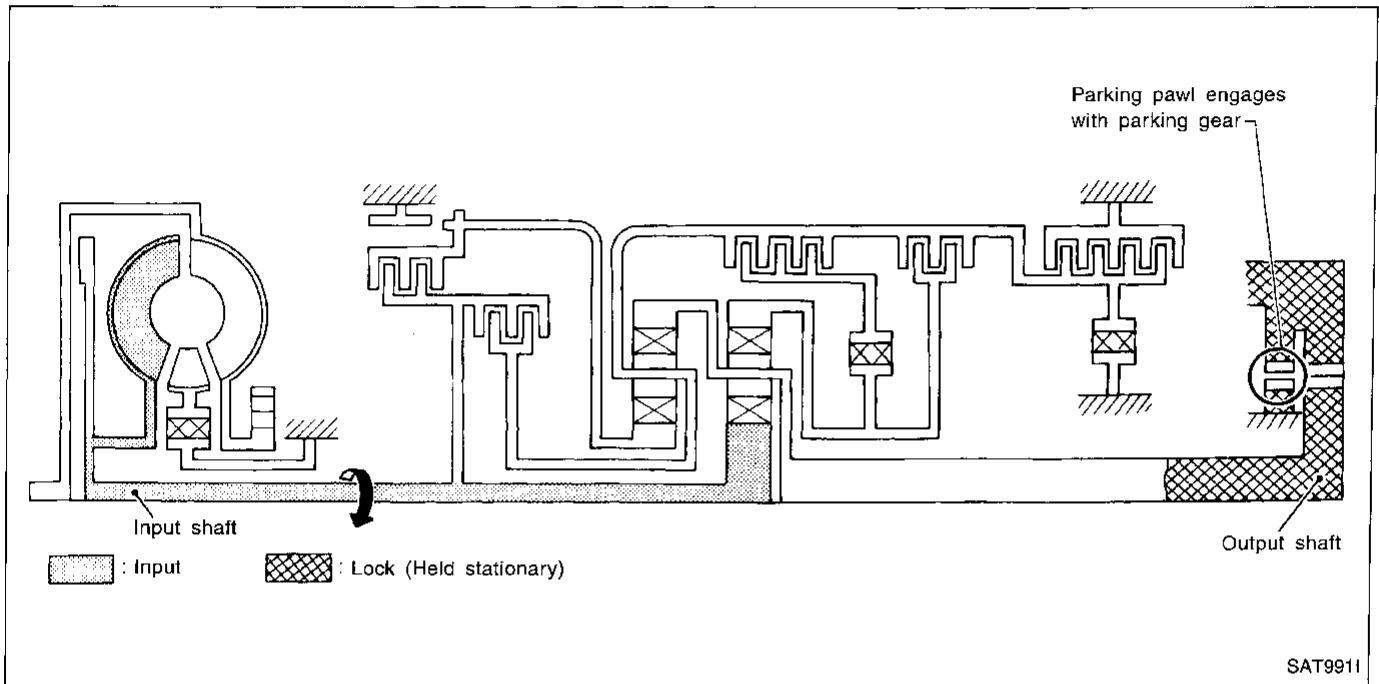 Parking pawl engages
with parking gear
Input shaft
Output shaft
: Input
: Lock (Held stationary)
SAT991I